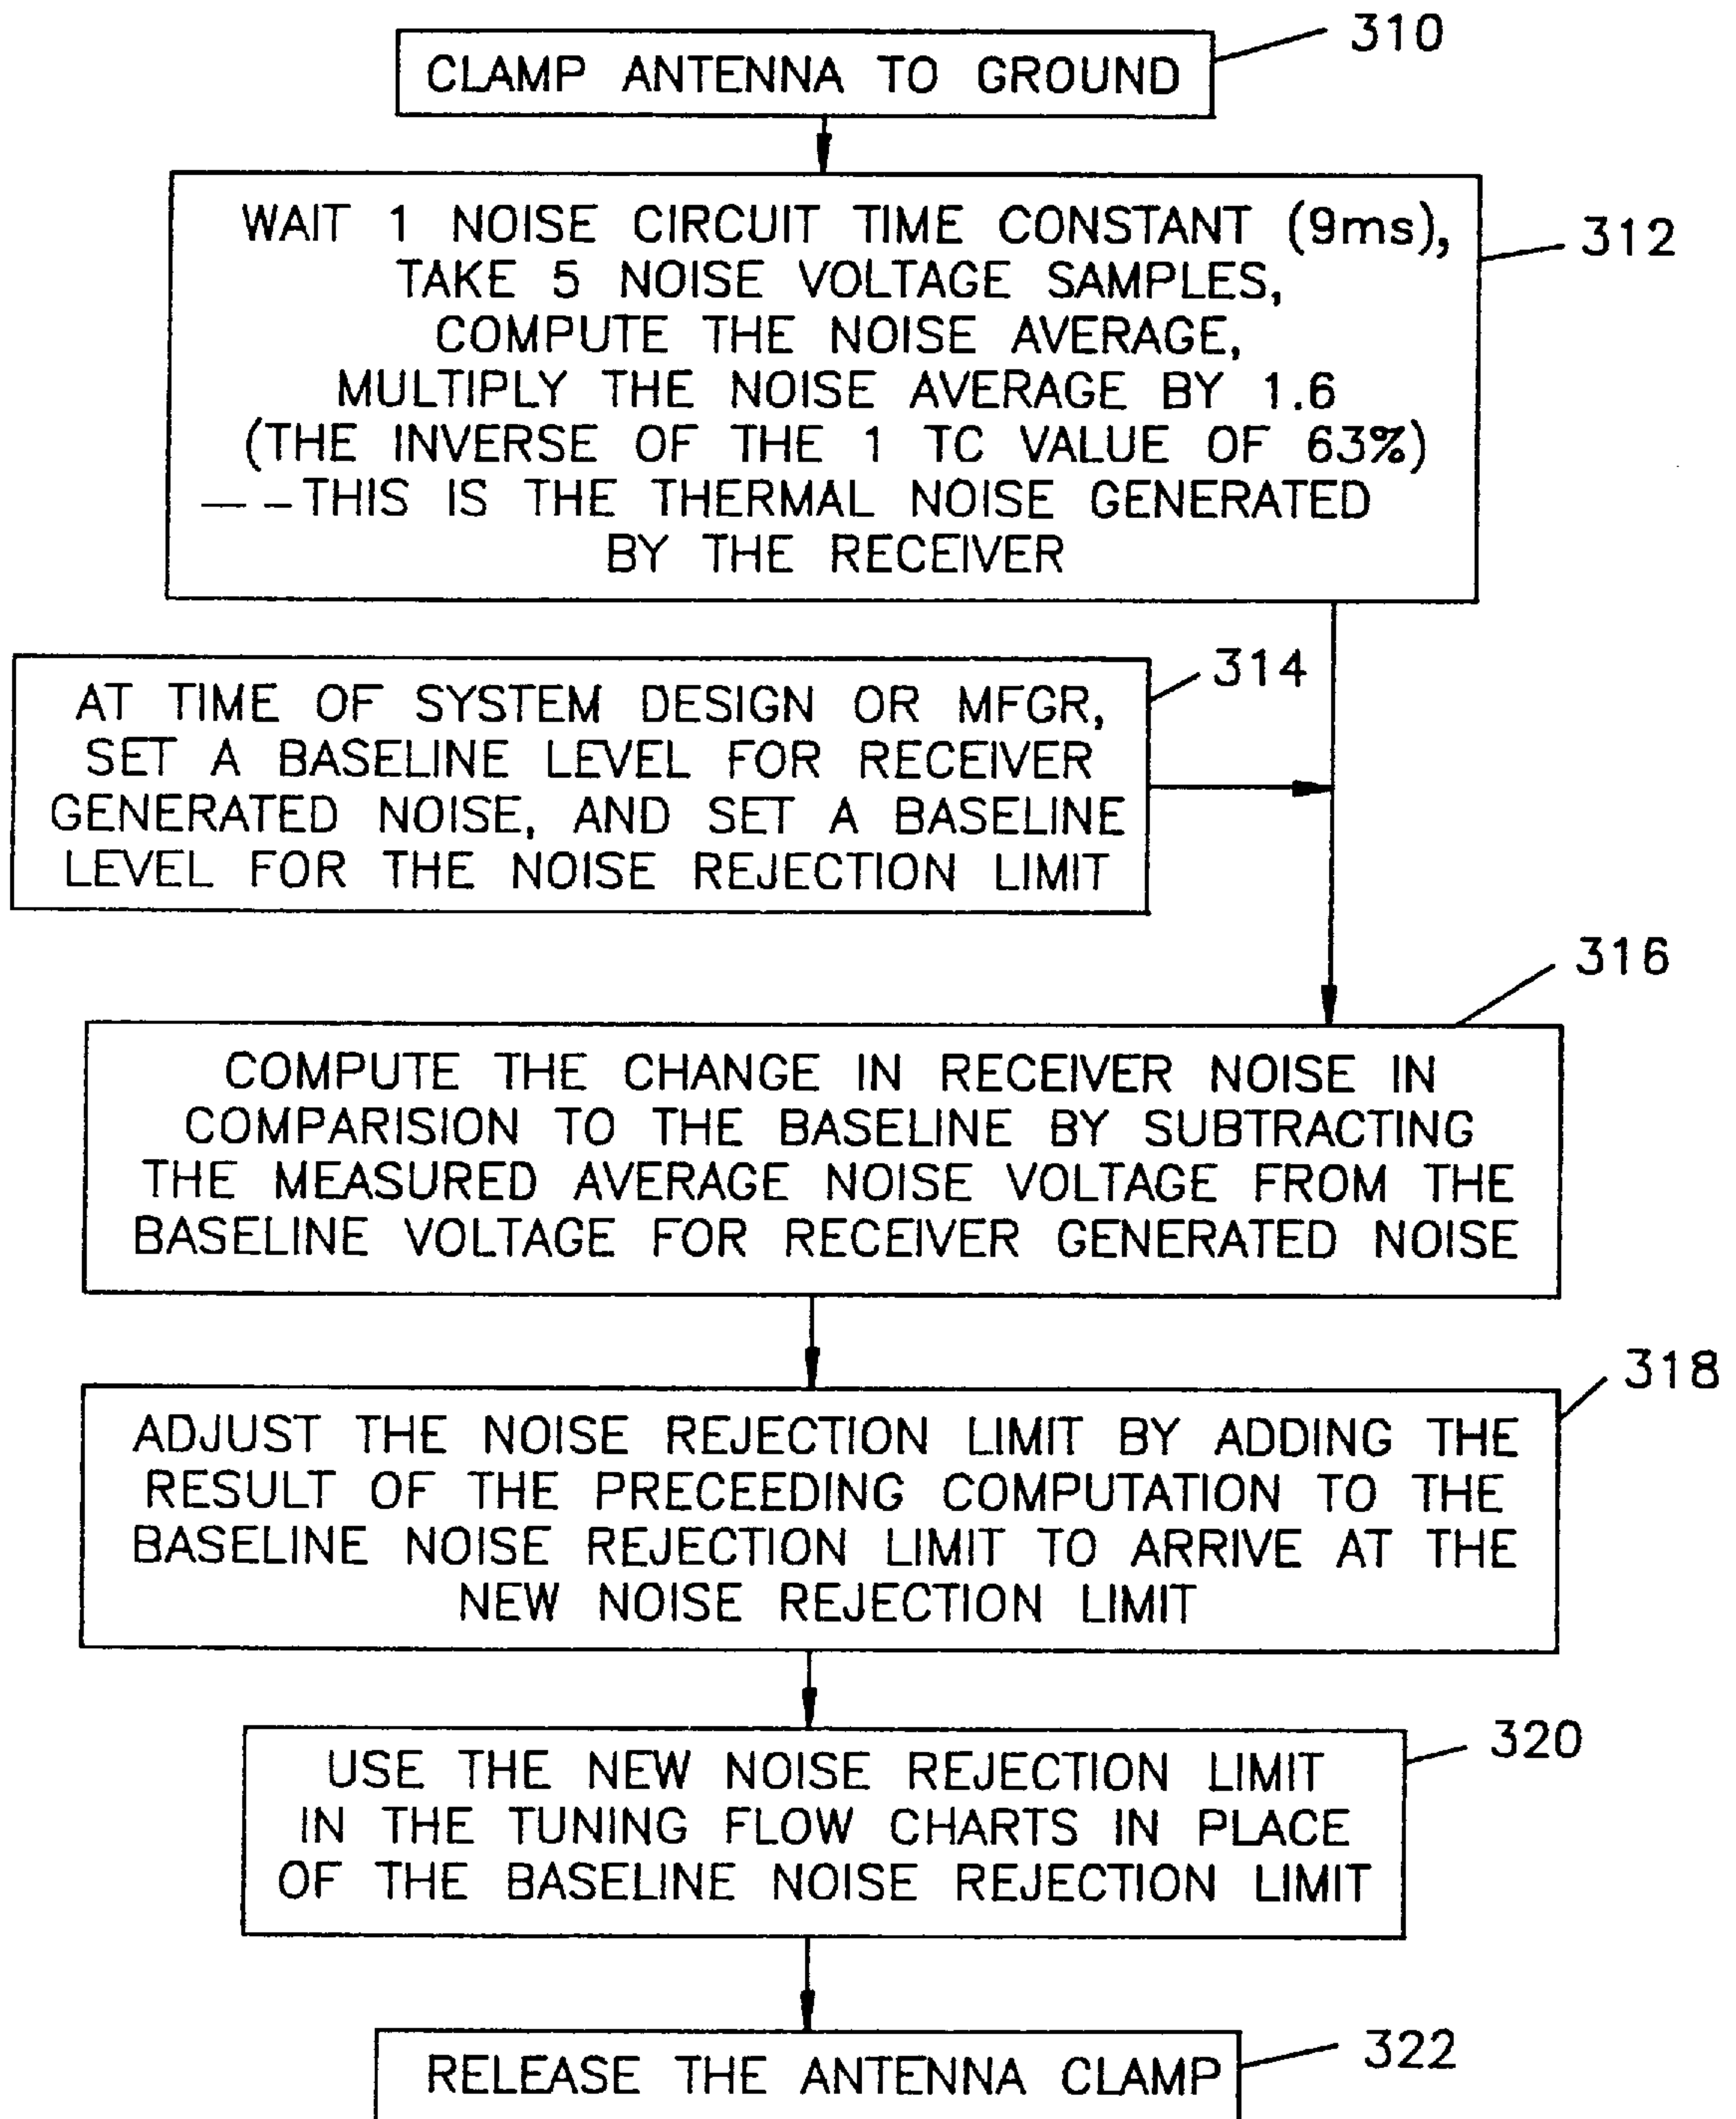 310
CLAMP ANTENNA TO GROUND
312
WAIT 1 NOISE CIRCUIT TIME CONSTANT (9ms),
TAKE 5 NOISE VOLTAGE SAMPLES,
COMPUTE THE NOISE AVERAGE,
MULTIPLY THE NOISE AVERAGE BY 1.6
(THE INVERSE OF THE 1 TC VALUE OF 63%)
— –THIS IS THE THERMAL NOISE GENERATED
BY THE RECEIVER
314
AT TIME OF SYSTEM DESIGN OR MFGR,
SET A BASELINE LEVEL FOR RECEIVER
GENERATED NOISE, AND SET A BASELINE
LEVEL FOR THE NOISE REJECTION LIMIT
316
COMPUTE THE CHANGE IN RECEIVER NOISE IN
COMPARISION TO THE BASELINE BY SUBTRACTING
THE MEASURED AVERAGE NOISE VOLTAGE FROM THE
BASELINE VOLTAGE FOR RECEIVER GENERATED NOISE
318
ADJUST THE NOISE REJECTION LIMIT BY ADDING THE
RESULT OF THE PRECEEDING COMPUTATION TO THE
BASELINE NOISE REJECTION LIMIT TO ARRIVE AT THE
NEW NOISE REJECTION LIMIT
320
USE THE NEW NOISE REJECTION LIMIT
IN THE TUNING FLOW CHARTS IN PLACE
OF THE BASELINE NOISE REJECTION LIMIT
322
RELEASE THE ANTENNA CLAMP